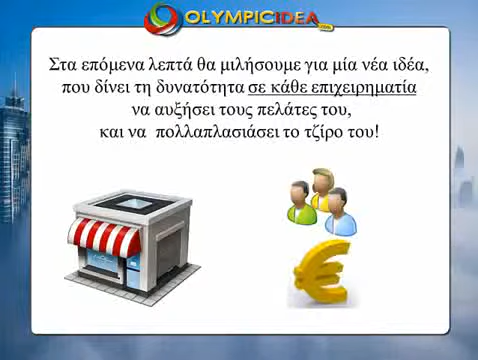 OLYMPICIDEA.com
Στα επόμενα λεπτά θα μιλήσουμε για μία νέα ιδέα,
που δίνει τη δυνατότητα σε κάθε επιχειρηματία
να αυξήσει τους πελάτες του,
και να πολλαπλασιάσει το τζίρο του!